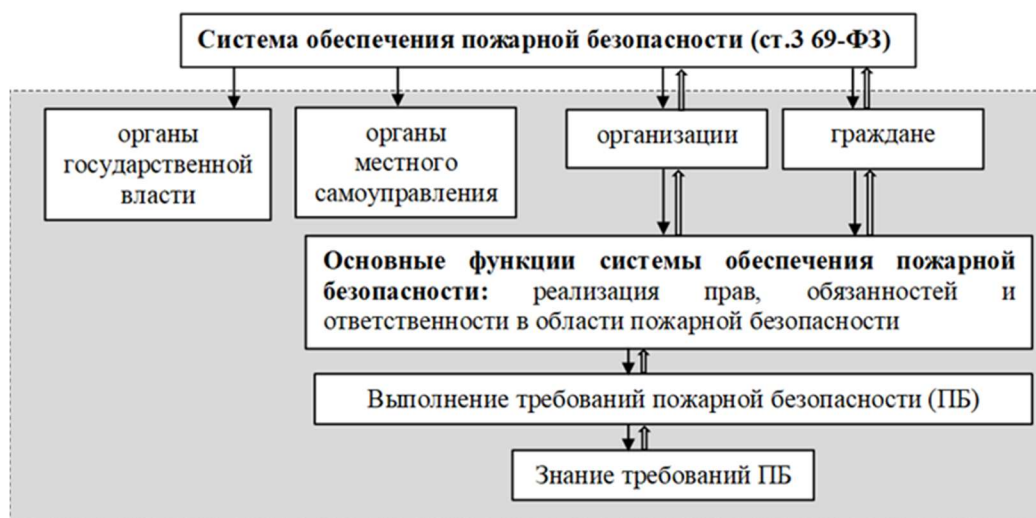 Система обеспечения пожарной безопасности (ст.3 69-ФЗ)
органы
государственной
власти
органы
местного
самоуправления
организации
граждане
Основные функции системы обеспечения пожарной
безопасности: реализация прав, обязанностей и
ответственности в области пожарной безопасности
Выполнение требований пожарной безопасности (ПБ)
Знание требований ПБ